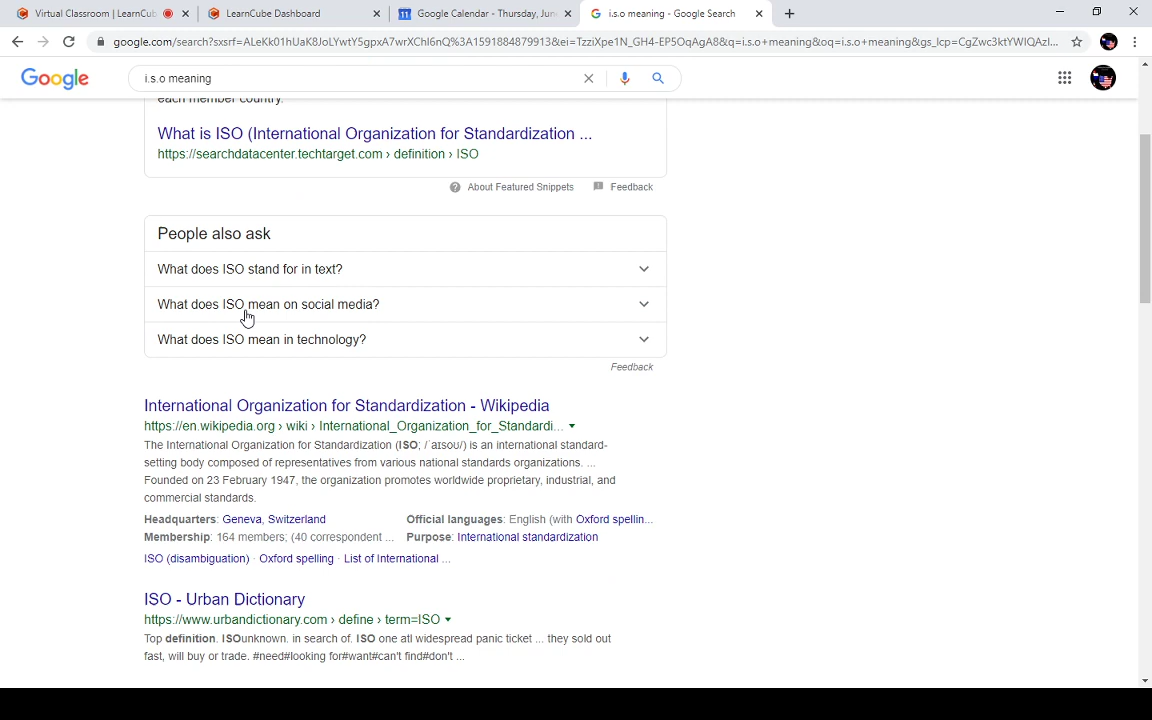 Virtual Classroom | LearnCub
LearnCube Dashboard
Google Calendar - Thursday, Jun
i.s.o meaning - Google Search
google.com/search?sxsrf=ALeKk01hUaK8JoLYwtY5gpxA7wrXChI6nQ%3A1591884879913&ei=TzziXpe1N_GH4-EP5OqAgA8&q=i.s.o+meaning&oq=i.s.o+meaning&gs_lcp=CgZwc3ktYWIQAzI...
Google
i.s.o meaning
each member country.
What is ISO (International Organization for Standardization ...
https://searchdatacenter.techtarget.com › definition › ISO
About Featured Snippets
Feedback
People also ask
What does ISO stand for in text?
What does ISO mean on social media?
What does ISO mean in technology?
Feedback
International Organization for Standardization - Wikipedia
https://en.wikipedia.org › wiki › International_Organization_for_Standardi...
The International Organization for Standardization (ISO; /ˈaɪsoʊ/) is an international standard-
setting body composed of representatives from various national standards organizations. ...
Founded on 23 February 1947, the organization promotes worldwide proprietary, industrial, and
commercial standards.
Headquarters: Geneva, Switzerland
Official languages: English (with Oxford spellin...
Membership: 164 members; (40 correspondent ...
Purpose: International standardization
ISO (disambiguation) · Oxford spelling · List of International ...
ISO - Urban Dictionary
https://www.urbandictionary.com › define › term=ISO
Top definition. ISOunknown. in search of. ISO one atl widespread panic ticket ... they sold out
fast, will buy or trade. #need#looking for#want#can't find#don't ...